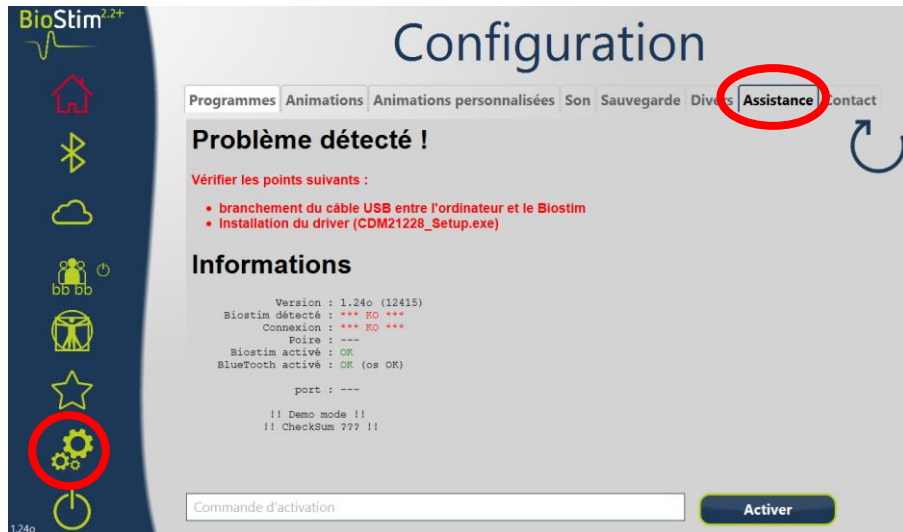 BioStim 2.2+
Configuration
Programmes Animations Animations personnalisées Son Sauvegarde Divers Assistance Contact
Problème détecté !
Vérifier les points suivants :
• branchement du câble USB entre l'ordinateur et le Biostim
• Installation du driver (CDM21228_Setup.exe)
bb bb
Informations
Version : 1.24o (12415)
Biostim détecté : *** KO ***
Connexion : *** KO ***
Poire : ---
Biostim activé : OK
BlueTooth activé : OK (os OK)
port : ---
!! Demo mode !!
!! CheckSum ??? !!
Commande d'activation
Activer
1.24o